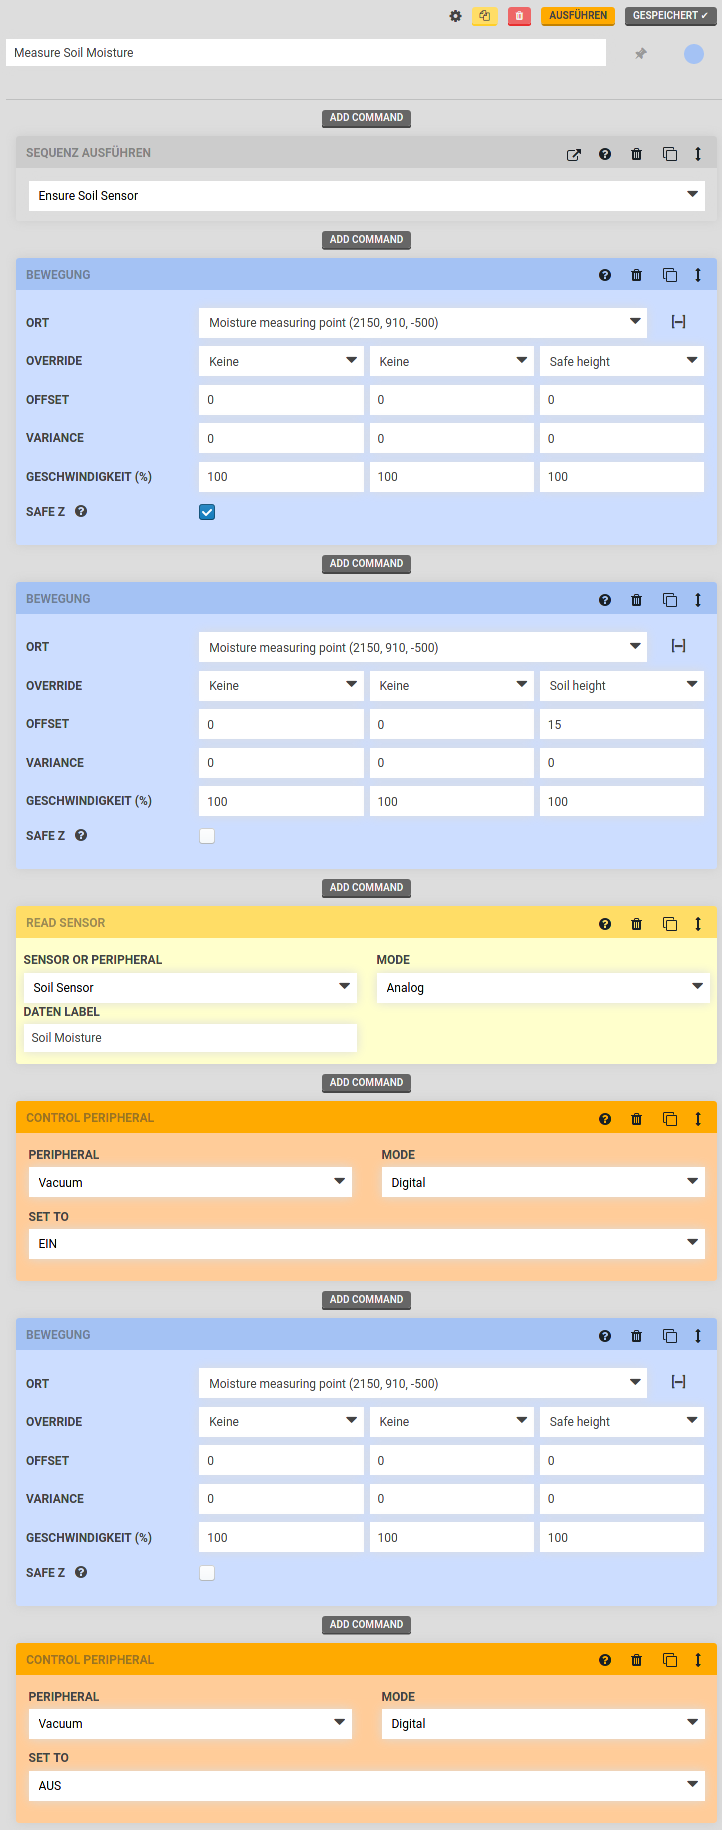 AUSFÜHREN GESPEICHERT ✓
Measure Soil Moisture
ADD COMMAND
SEQUENZ AUSFÜHREN
Ensure Soil Sensor
ADD COMMAND
BEWEGUNG
ORT Moisture measuring point (2150, 910, -500)
OVERRIDE Keine Keine Safe height
OFFSET 0 0 0
VARIANCE 0 0 0
GESCHWINDIGKEIT (%) 100 100 100
SAFE Z
ADD COMMAND
BEWEGUNG
ORT Moisture measuring point (2150, 910, -500)
OVERRIDE Keine Keine Soil height
OFFSET 0 0 15
VARIANCE 0 0 0
GESCHWINDIGKEIT (%) 100 100 100
SAFE Z
ADD COMMAND
READ SENSOR
SENSOR OR PERIPHERAL MODE
Soil Sensor Analog
DATEN LABEL
Soil Moisture
ADD COMMAND
CONTROL PERIPHERAL
PERIPHERAL MODE
Vacuum Digital
SET TO
EIN
ADD COMMAND
BEWEGUNG
ORT Moisture measuring point (2150, 910, -500)
OVERRIDE Keine Keine Safe height
OFFSET 0 0 0
VARIANCE 0 0 0
GESCHWINDIGKEIT (%) 100 100 100
SAFE Z
ADD COMMAND
CONTROL PERIPHERAL
PERIPHERAL MODE
Vacuum Digital
SET TO
AUS